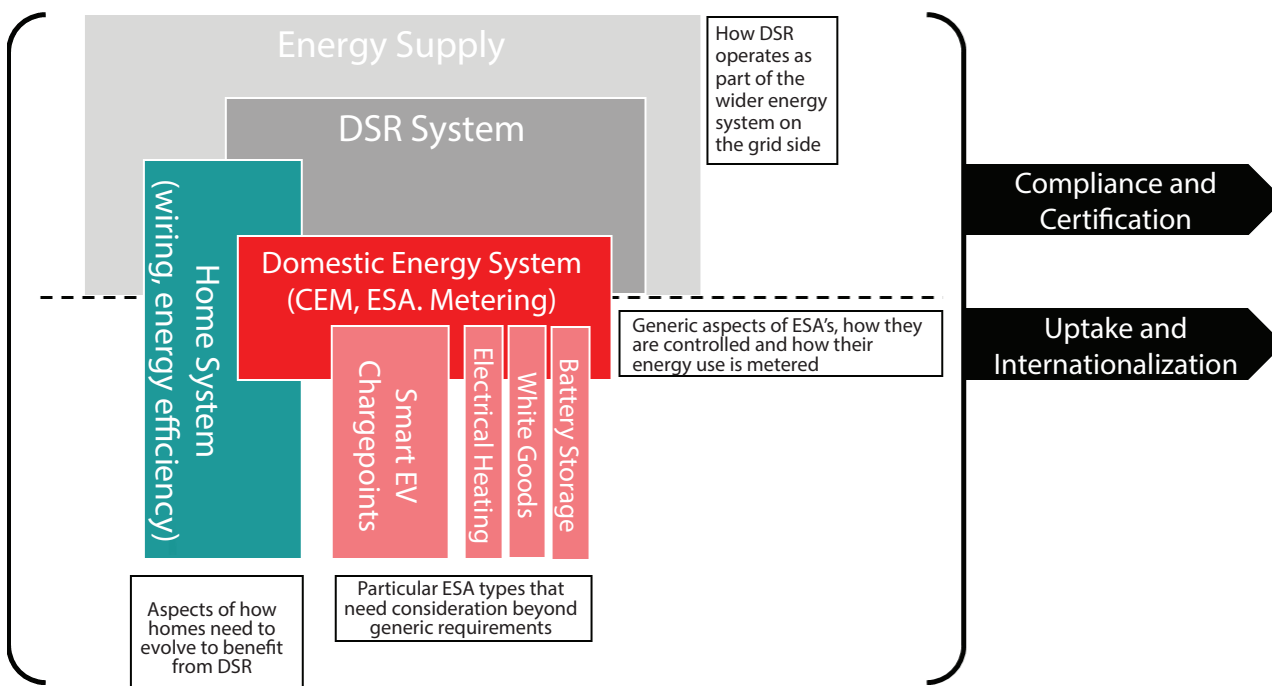 Energy Supply
How DSR
operates as
part of the
wider energy
system on
the grid side
DSR System
Compliance and
Certification
Home System
(wiring, energy efficiency)
Domestic Energy System
(CEM, ESA. Metering)
Generic aspects of ESA's, how they
are controlled and how their
energy use is metered
Uptake and
Internationalization
Smart EV
Chargepoints
Electrical Heating
White Goods
Battery Storage
Aspects of how
homes need to
evolve to benefit
from DSR
Particular ESA types that
need consideration beyond
generic requirements